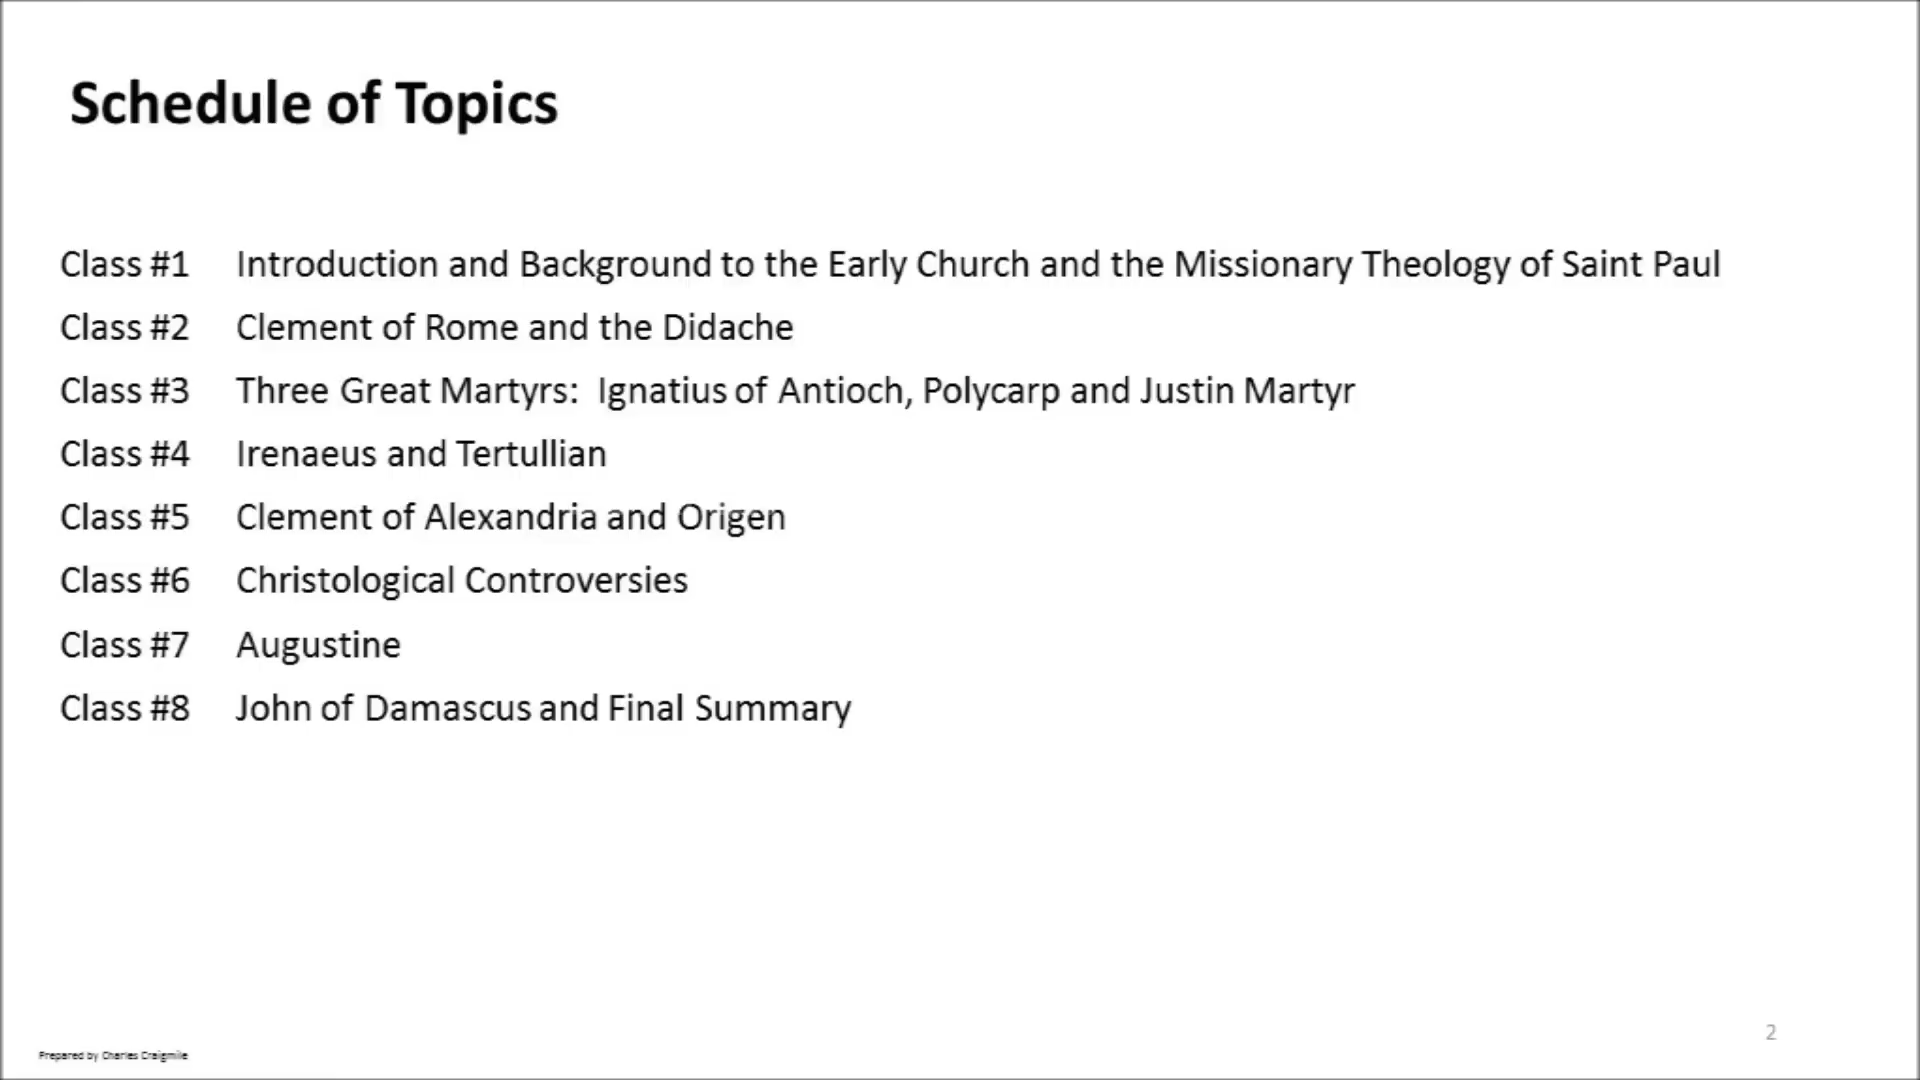 Schedule of Topics
Class #1 Introduction and Background to the Early Church and the Missionary Theology of Saint Paul
Class #2 Clement of Rome and the Didache
Class #3 Three Great Martyrs: Ignatius of Antioch, Polycarp and Justin Martyr
Class #4 Irenaeus and Tertullian
Class #5 Clement of Alexandria and Origen
Class #6 Christological Controversies
Class #7 Augustine
Class #8 John of Damascus and Final Summary
2
Prepared by Charles Craigmile